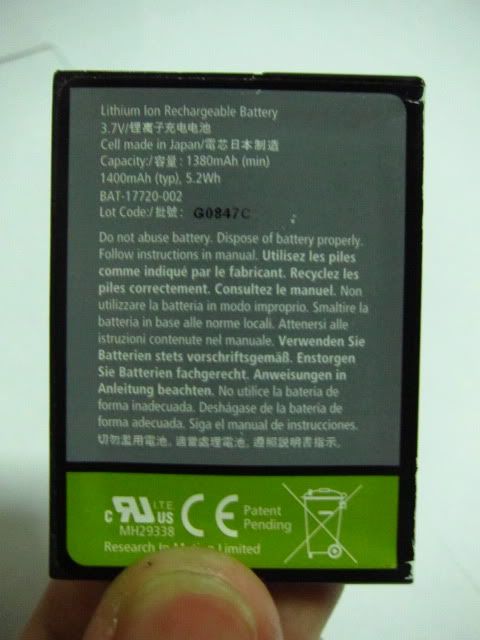 Lithium Ion Rechargeable Battery
3.7V/鋰离子充电电池
Cell made in Japan/電芯日本制造
Capacity:/容量: 1380mAh (min)
1400mAh (typ), 5.2Wh
BAT-17720-002
Lot Code:/批號: G0847C
Do not abuse battery. Dispose of battery properly.
Follow instructions in manual. Utilisez les piles
comme indiqué par le fabricant. Recyclez les
piles correctement. Consultez le manuel. Non
utilizzare la batteria in modo improprio. Smaltire la
batteria in base alle norme locali. Attenersi alle
istruzioni contenute nel manuale. Verwenden Sie
Batterien stets vorschriftsgemäß. Enstorgen
Sie Batterien fachgerecht. Anweisungen in
Anleitung beachten. No utilice la batería de
forma inadecuada. Deshágase de la batería de
forma adecuada. Siga el manual de instrucciones.
切勿濫用電池。適當處理電池。遵照說明書指示。
c RU US LITE
MH29338
CE
Patent
Pending
Research In Motion Limited